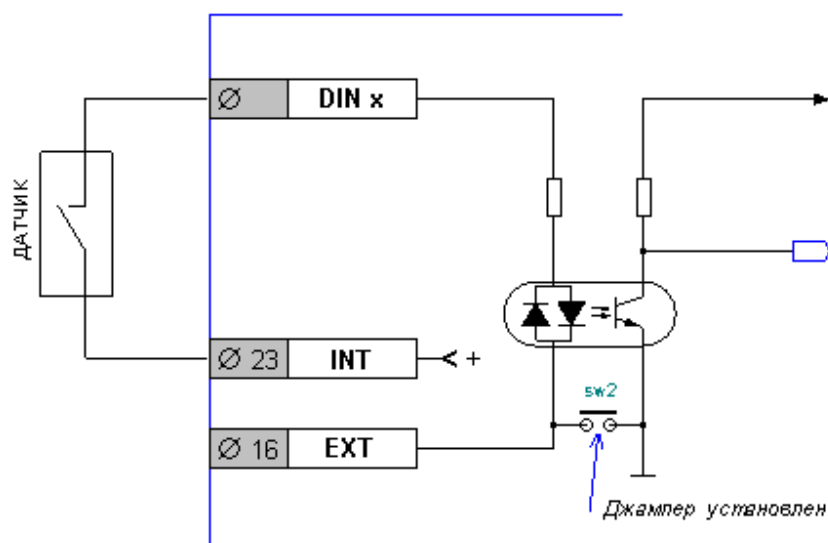 Ø DIN x
ДАТЧИК
Ø 23 INT +
sw2
Ø 16 EXT
Джампер установлен